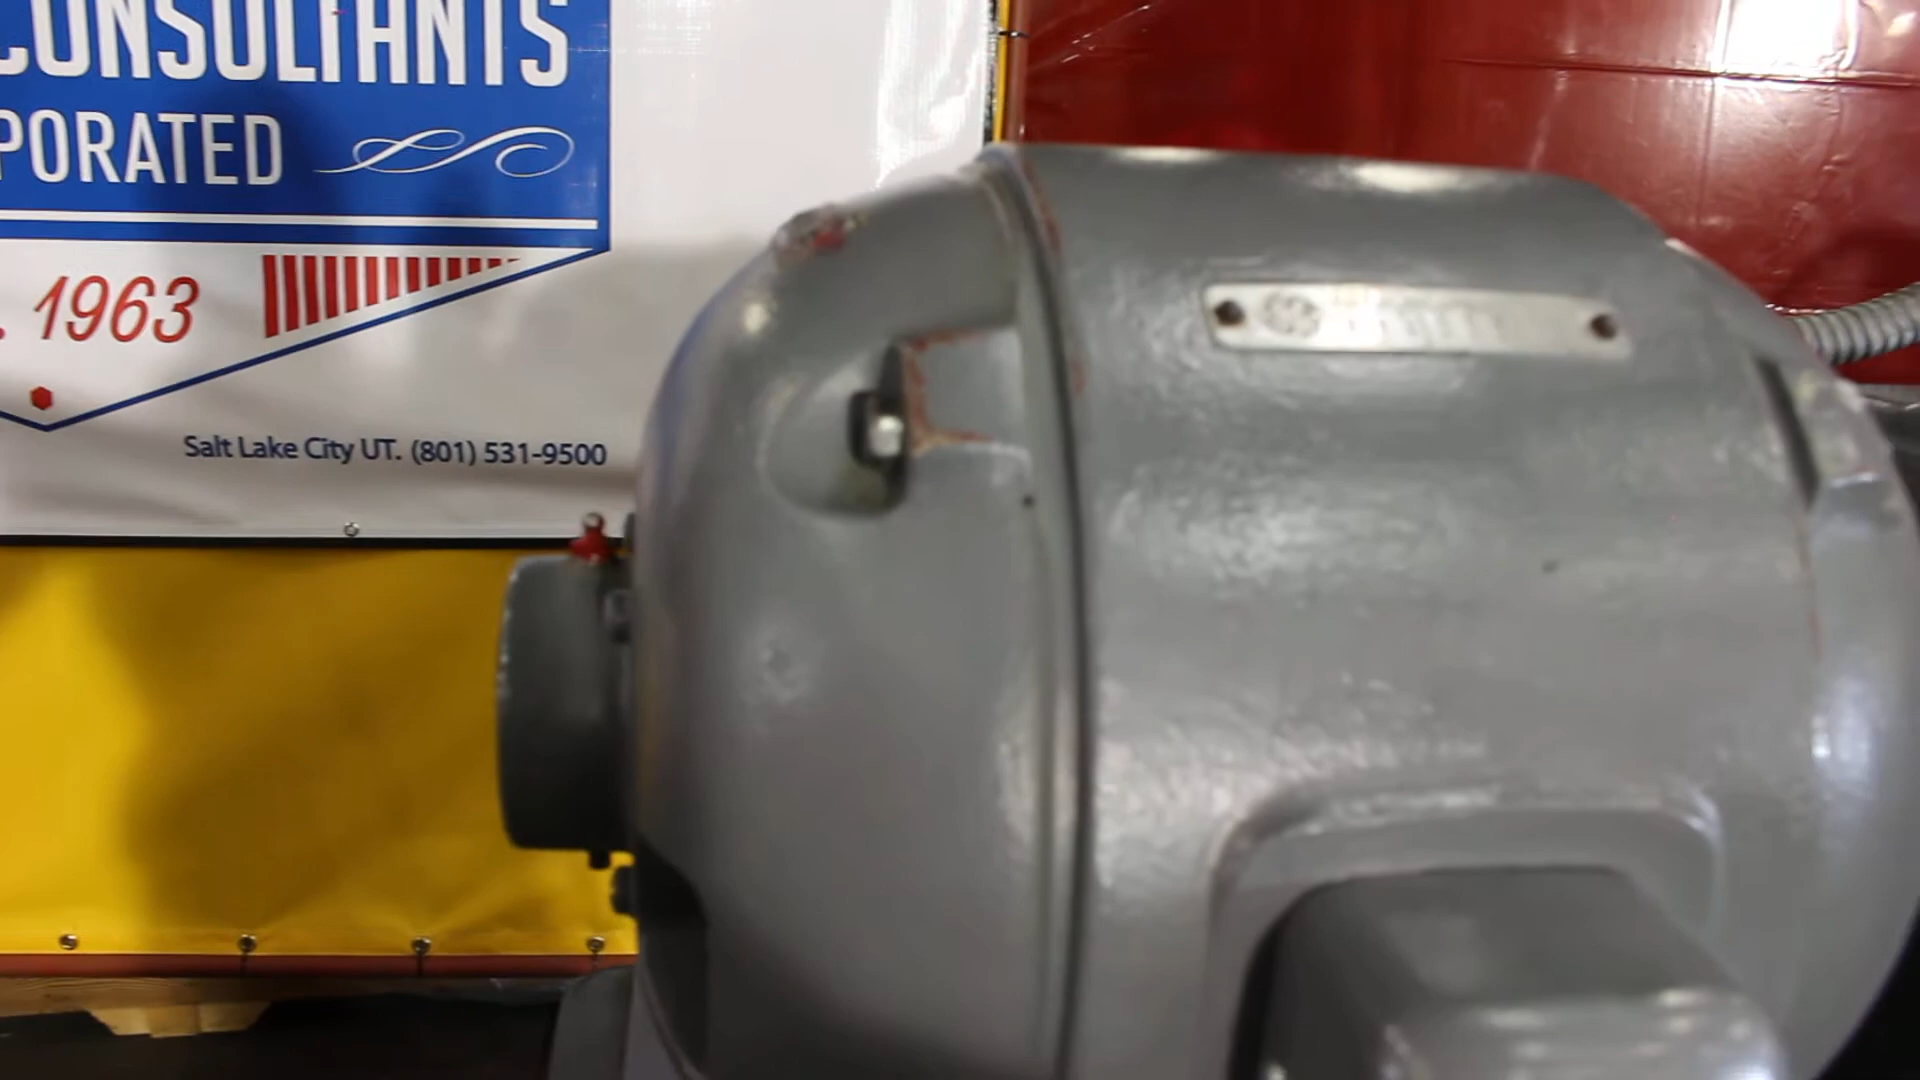 CONSULTANTS
PORATED
. 1963
Salt Lake City UT. (801) 531-9500